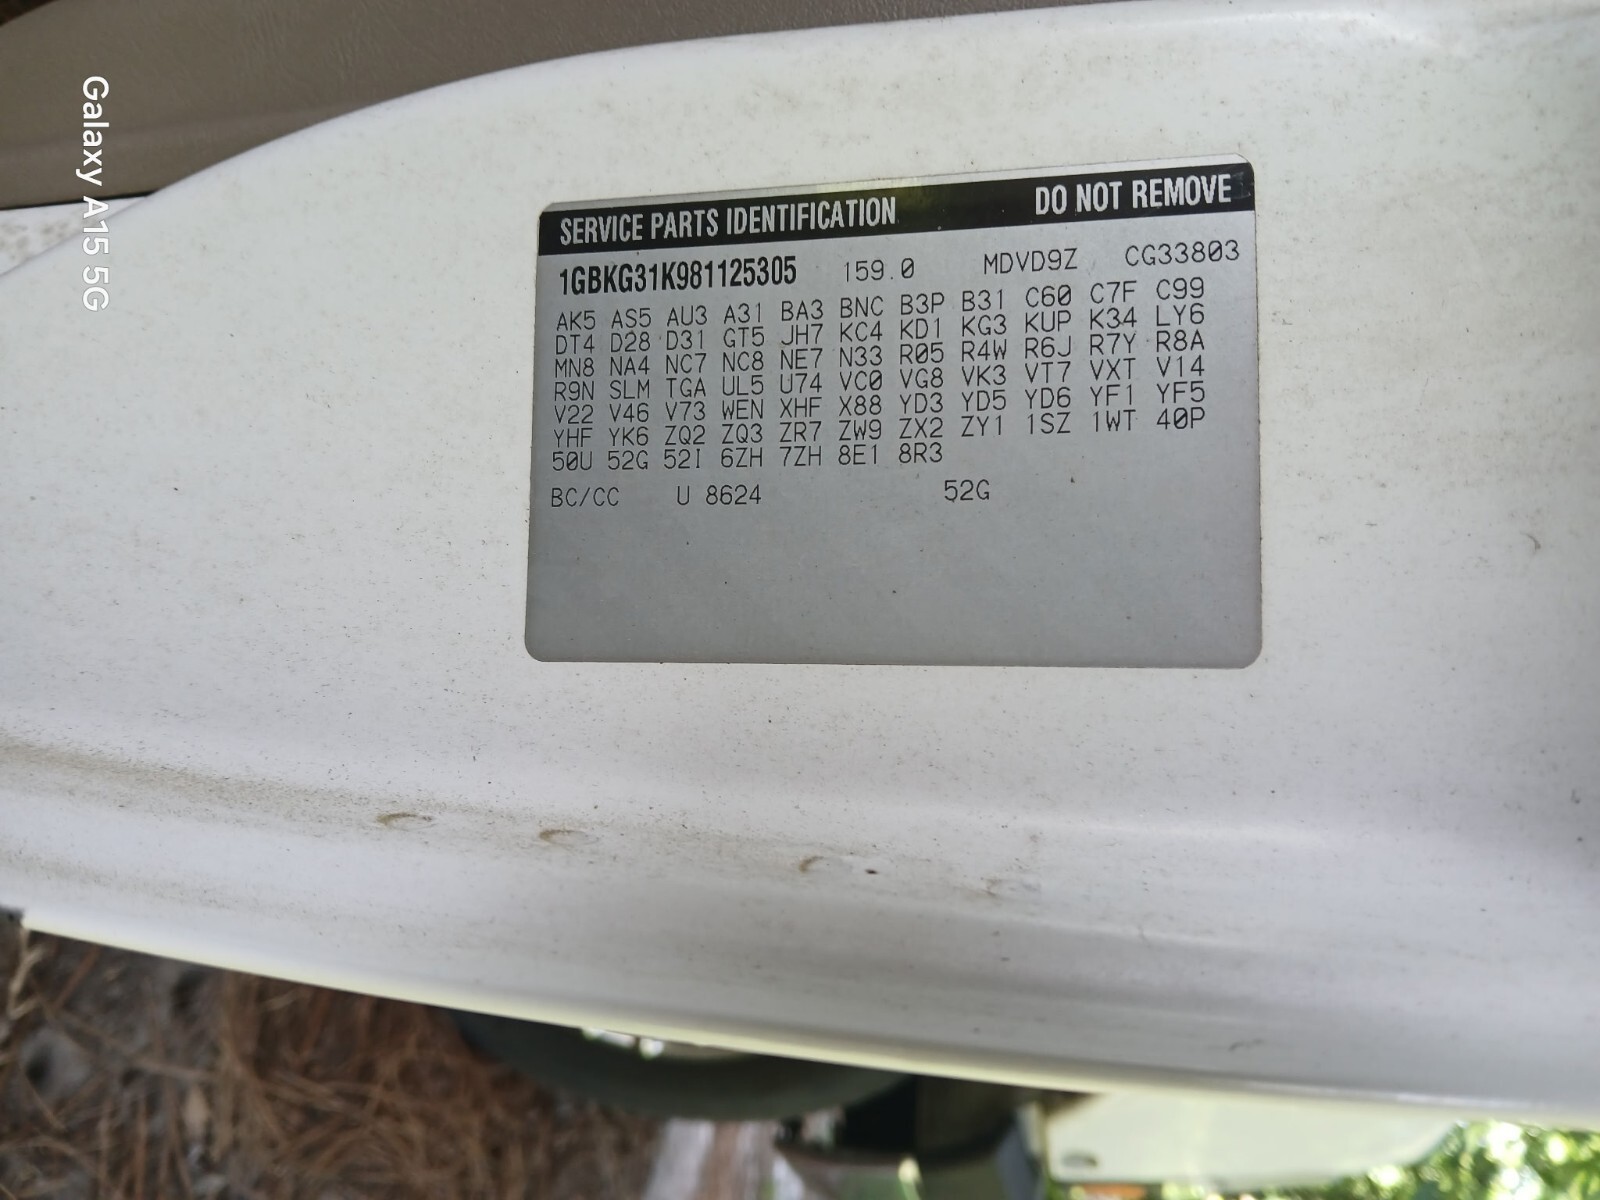 SERVICE PARTS IDENTIFICATION DO NOT REMOVE
1GBKG31K981125305 159.0 MDVD9Z CG33803
AK5 AS5 AU3 A31 BA3 BNC B3P B31 C60 C7F C99
DT4 D28 D31 GT5 JH7 KC4 KD1 KG3 KUP K34 LY6
MN8 NA4 NC7 NC8 NE7 N33 R05 R4W R6J R7Y R8A
R9N SLM TGA UL5 U74 VC0 VG8 VK3 VT7 VXT V14
V22 V46 V73 WEN XHF X88 YD3 YD5 YD6 YF1 YF5
YHF YK6 ZQ2 ZQ3 ZR7 ZW9 ZX2 ZY1 1SZ 1WT 40P
50U 52G 52I 6ZH 7ZH 8E1 8R3
BC/CC U 8624 52G
Galaxy A15 5G